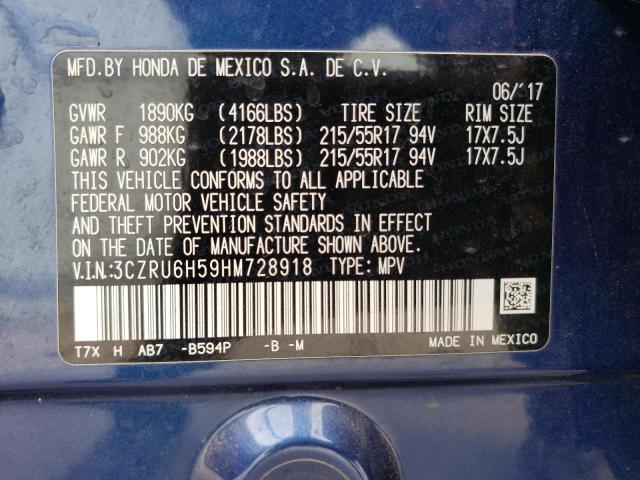 MFD.BY HONDA DE MEXICO S.A. DE C.V.
06/'17
GVWR 1890KG (4166LBS) TIRE SIZE RIM SIZE
GAWR F 988KG (2178LBS) 215/55R17 94V 17X7.5J
GAWR R 902KG (1988LBS) 215/55R17 94V 17X7.5J
THIS VEHICLE CONFORMS TO ALL APPLICABLE
FEDERAL MOTOR VEHICLE SAFETY
AND THEFT PREVENTION STANDARDS IN EFFECT
ON THE DATE OF MANUFACTURE SHOWN ABOVE.
V.I.N:3CZRU6H59HM728918 TYPE: MPV
T7X H AB7 -B594P -B -M MADE IN MEXICO